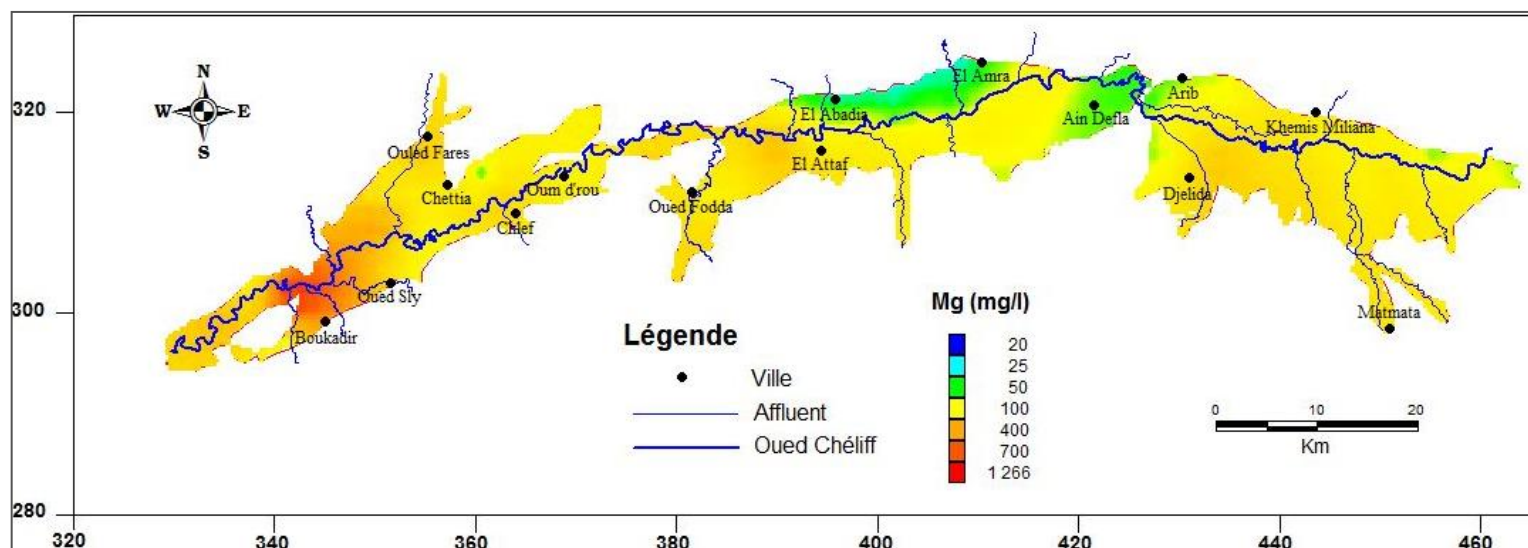 N
W E
S
320
300
280
320 340 360 380 400 420 440 460
El Amra
Arib
El Abadia
Ain Defla
Khemis Miliana
Ouled Fares
El Attaf
Chettia
Oum d'rou
Oued Fodda
Djelida
Chlef
Oued Sly
Boukadir
Matmata
Légende
Ville
Affluent
Oued Chéliff
Mg (mg/l)
20
25
50
100
400
700
1 266
0 10 20
Km